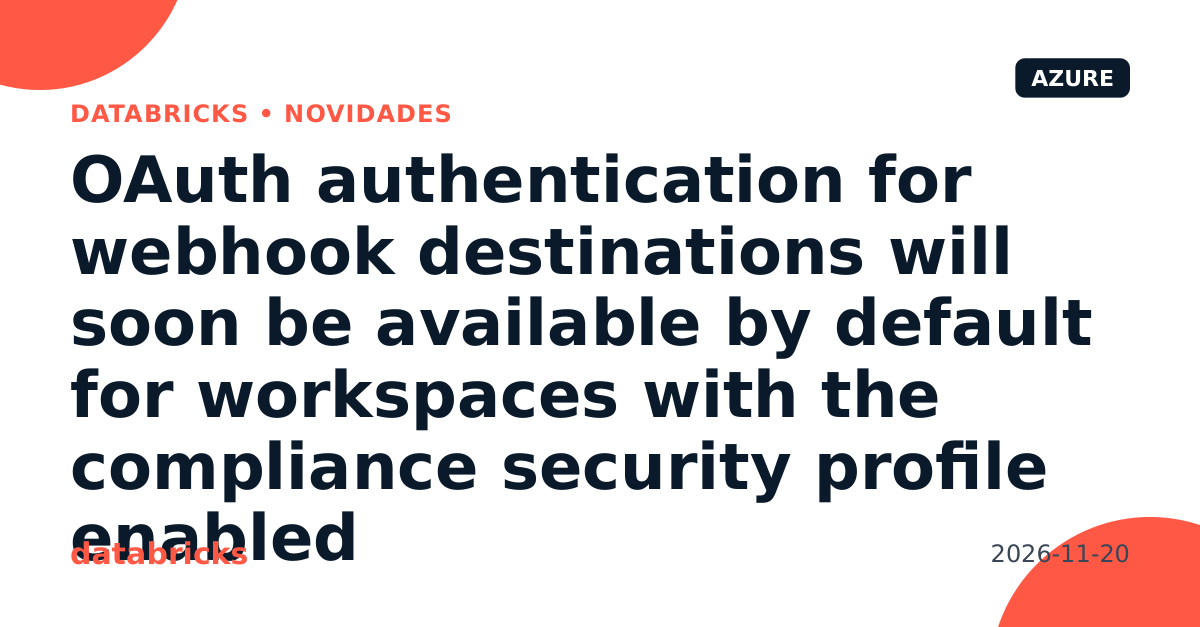 AZURE
DATABRICKS • NOVIDADES
OAuth authentication for
webhook destinations will
soon be available by default
for workspaces with the
compliance security profile
enabled
databricks
2026-11-20